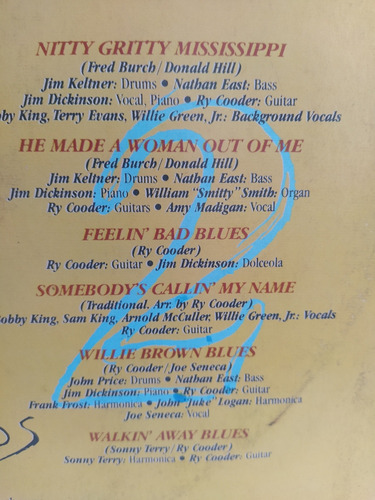 NITTY GRITTY MISSISSIPPI
(Fred Burch/Donald Hill)
Jim Keltner: Drums • Nathan East: Bass
Jim Dickinson: Vocal, Piano • Ry Cooder: Guitar
by King, Terry Evans, Willie Green, Jr.: Background Vocals
HE MADE A WOMAN OUT OF ME
(Fred Burch/Donald Hill)
Jim Keltner: Drums • Nathan East: Bass
Jim Dickinson: Piano • William "Smitty" Smith: Organ
Ry Cooder: Guitars • Amy Madigan: Vocal
FEELIN' BAD BLUES
(Ry Cooder)
Ry Cooder: Guitar • Jim Dickinson: Dolceola
SOMEBODY'S CALLIN' MY NAME
(Traditional. Arr. by Ry Cooder)
obby King, Sam King, Arnold McCuller, Willie Green, Jr.: Vocals
Ry Cooder: Guitar
WILLIE BROWN BLUES
(Ry Cooder/Joe Seneca)
John Price: Drums • Nathan East: Bass
Jim Dickinson: Piano • Ry Cooder: Guitar
Frank Frost: Harmonica • John "Juke" Logan: Harmonica
Joe Seneca: Vocal
WALKIN' AWAY BLUES
(Sonny Terry/Ry Cooder)
Sonny Terry: Harmonica • Ry Cooder: Guitar
2